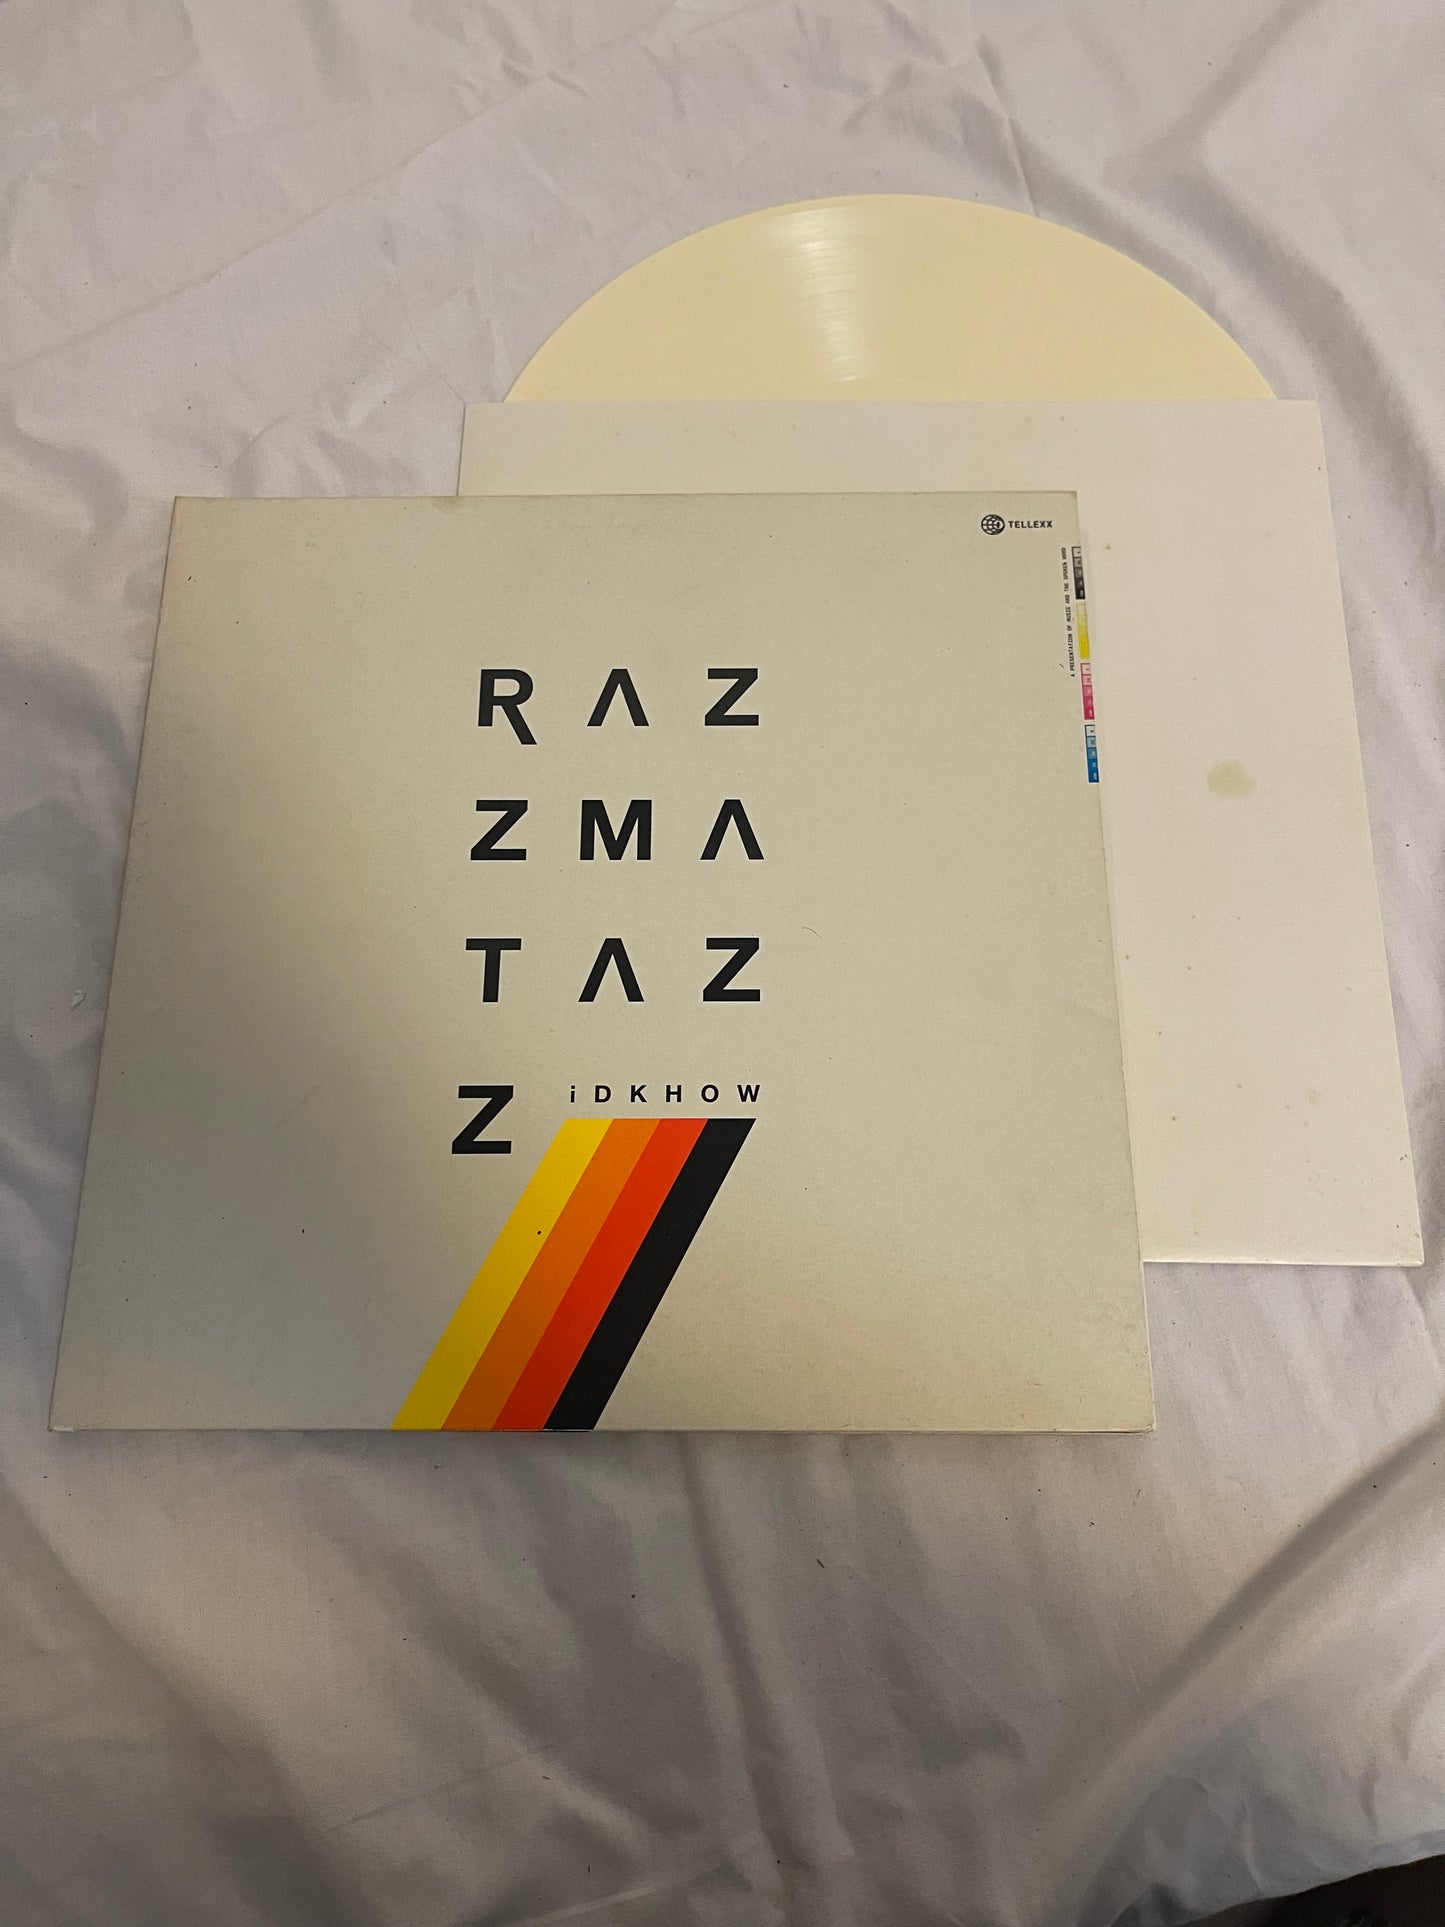 TELLEXX
A PRESENTATION OF MUSIC AND THE SPOKEN WORD
RΛZ
ZMΛ
TΛZ
Z
iDKHOW